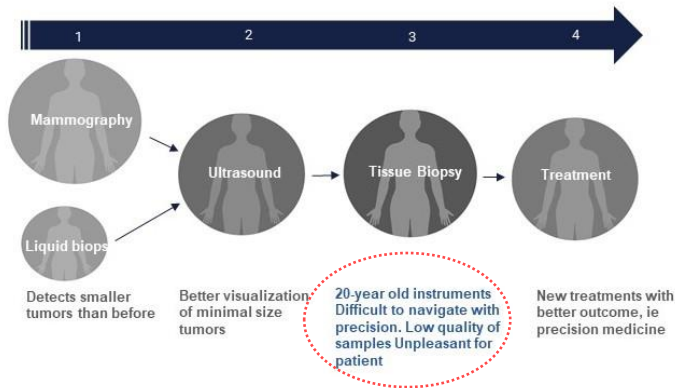 1 2 3 4
Mammography
Liquid biops
Ultrasound
Tissue Biopsy
Treatment
Detects smaller
tumors than before
Better visualization
of minimal size
tumors
20-year old instruments
Difficult to navigate with
precision. Low quality of
samples Unpleasant for
patient
New treatments with
better outcome, ie
precision medicine